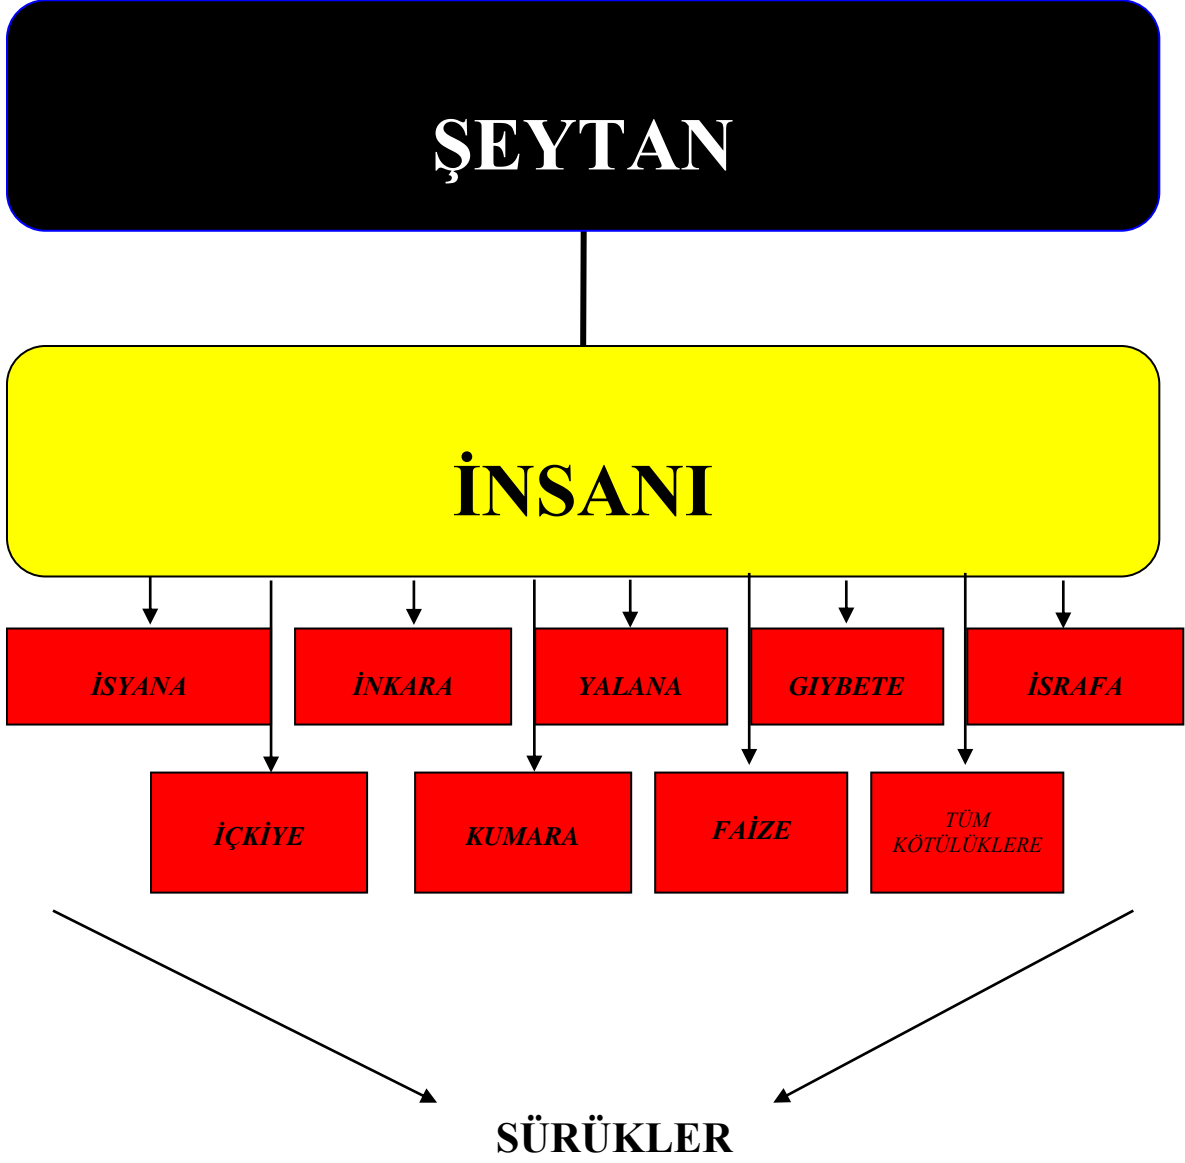 ŞEYTAN
İNSANI
İSYANA
İNKARA
YALANA
GIYBETE
İSRAFA
İÇKİYE
KUMARA
FAİZE
TÜM
KÖTÜLÜKLERE
SÜRÜKLER